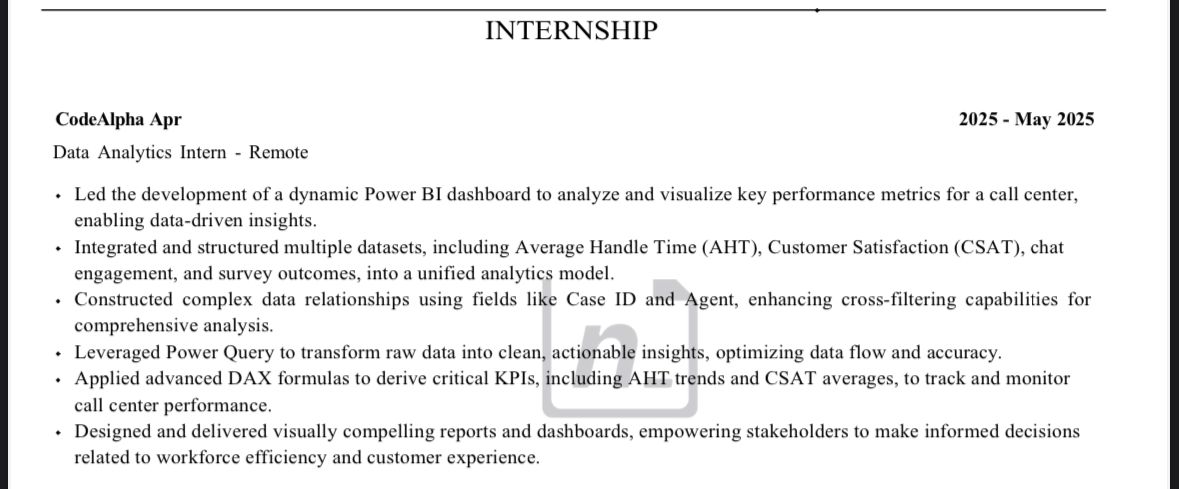 INTERNSHIP
CodeAlpha Apr 2025 - May 2025
Data Analytics Intern - Remote
• Led the development of a dynamic Power BI dashboard to analyze and visualize key performance metrics for a call center,
enabling data-driven insights.
• Integrated and structured multiple datasets, including Average Handle Time (AHT), Customer Satisfaction (CSAT), chat
engagement, and survey outcomes, into a unified analytics model.
• Constructed complex data relationships using fields like Case ID and Agent, enhancing cross-filtering capabilities for
comprehensive analysis.
• Leveraged Power Query to transform raw data into clean, actionable insights, optimizing data flow and accuracy.
• Applied advanced DAX formulas to derive critical KPIs, including AHT trends and CSAT averages, to track and monitor
call center performance.
• Designed and delivered visually compelling reports and dashboards, empowering stakeholders to make informed decisions
related to workforce efficiency and customer experience.
n_